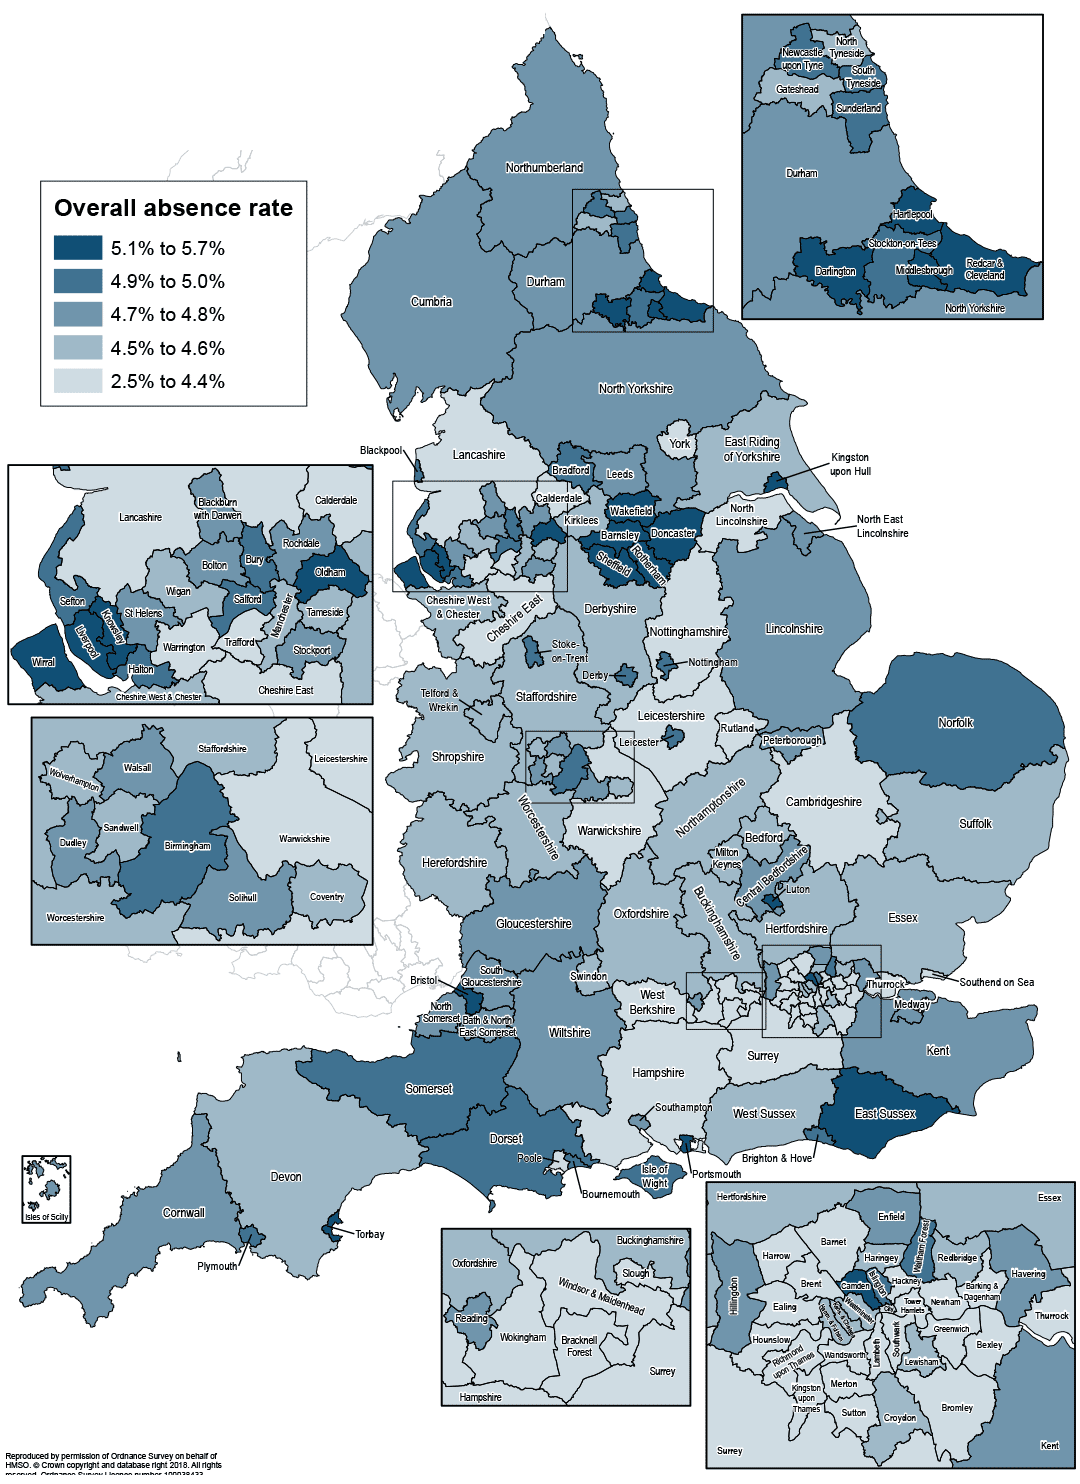 Overall absence rate
5.1% to 5.7%
4.9% to 5.0%
4.7% to 4.8%
4.5% to 4.6%
2.5% to 4.4%
Northumberland
Cumbria
Durham
North Yorkshire
Lancashire
Blackpool
Bradford
Leeds
York
East Riding
of Yorkshire
Kingston
upon Hull
Calderdale
Kirklees
Wakefield
Barnsley
Doncaster
Sheffield
Rotherham
North
Lincolnshire
North East
Lincolnshire
Cheshire West
& Chester
Cheshire East
Derbyshire
Nottinghamshire
Lincolnshire
Stoke-
on-Trent
Derby
Nottingham
Telford &
Wrekin
Staffordshire
Leicestershire
Leicester
Rutland
Peterborough
Norfolk
Shropshire
Worcestershire
Warwickshire
Northamptonshire
Cambridgeshire
Suffolk
Herefordshire
Milton
Keynes
Bedford
Central Bedfordshire
Luton
Gloucestershire
Oxfordshire
Buckinghamshire
Hertfordshire
Essex
South
Gloucestershire
Bristol
North
Somerset
Bath & North
East Somerset
Swindon
Wiltshire
West
Berkshire
Thurrock
Southend on Sea
Medway
Kent
Surrey
Hampshire
Somerset
Southampton
West Sussex
East Sussex
Brighton & Hove
Portsmouth
Dorset
Poole
Bournemouth
Isle of
Wight
Devon
Cornwall
Torbay
Plymouth
Isles of Scilly
Newcastle
upon Tyne
North
Tyneside
South
Tyneside
Gateshead
Sunderland
Durham
Hartlepool
Stockton-on-Tees
Darlington
Middlesbrough
Redcar &
Cleveland
North Yorkshire
Lancashire
Blackburn
with Darwen
Calderdale
Rochdale
Bolton
Bury
Oldham
Wigan
Salford
Manchester
Tameside
Sefton
Knowsley
Liverpool
St Helens
Warrington
Trafford
Stockport
Wirral
Halton
Cheshire West & Chester
Cheshire East
Staffordshire
Leicestershire
Wolverhampton
Walsall
Sandwell
Dudley
Birmingham
Warwickshire
Solihull
Coventry
Worcestershire
Oxfordshire
Buckinghamshire
Slough
Windsor & Maidenhead
Reading
Wokingham
Bracknell
Forest
Surrey
Hampshire
Hertfordshire
Essex
Enfield
Barnet
Waltham Forest
Harrow
Haringey
Redbridge
Havering
Hillingdon
Brent
Camden
Islington
Hackney
Barking &
Dagenham
Ealing
Westminster
City
Tower
Hamlets
Newham
Thurrock
Hounslow
Richmond
upon Thames
Wandsworth
Lambeth
Southwark
Greenwich
Lewisham
Bexley
Kingston
upon
Thames
Merton
Sutton
Croydon
Bromley
Surrey
Kent
Reproduced by permission of Ordnance Survey on behalf of
HMSO. © Crown copyright and database right 2018. All rights
reserved. Ordnance Survey Licence number 100038433